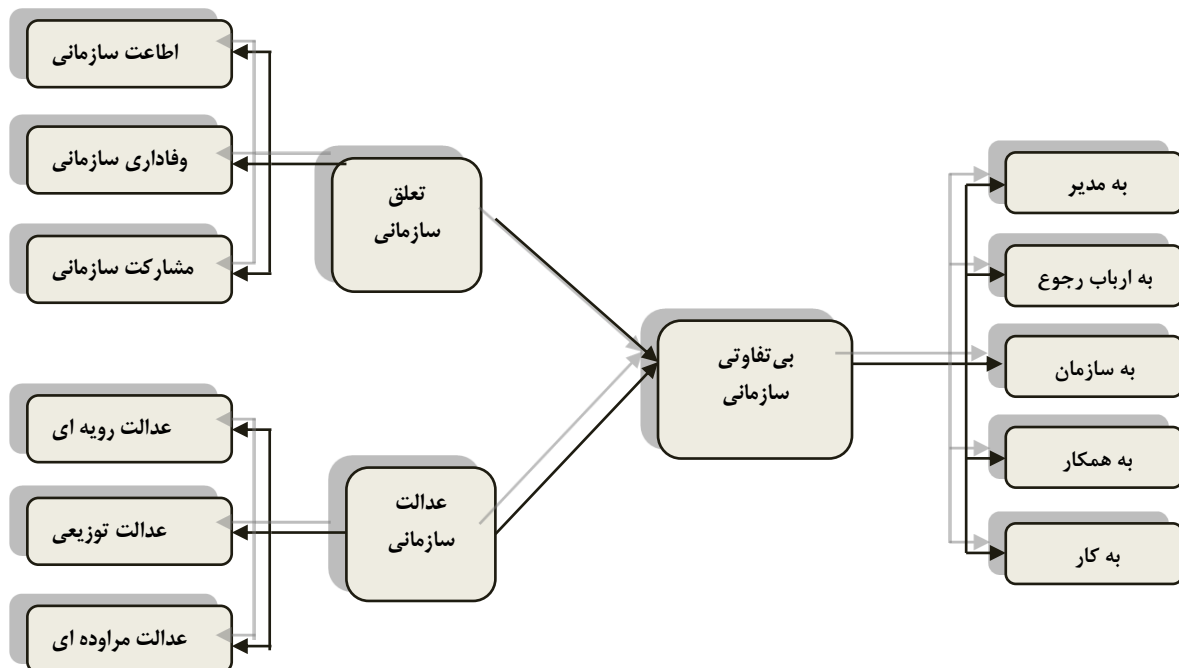 اطاعت سازمانی
وفاداری سازمانی
مشارکت سازمانی
تعلق
سازمانی
عدالت رویه ای
عدالت توزیعی
عدالت مراوده ای
عدالت
سازمانی
بی‌تفاوتی
سازمانی
به مدیر
به ارباب رجوع
به سازمان
به همکار
به کار